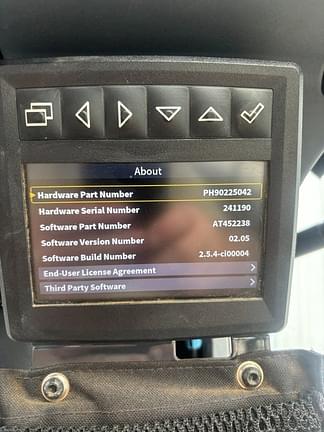 About
Hardware Part Number PH90225042
Hardware Serial Number 241190
Software Part Number AT452238
Software Version Number 02.05
Software Build Number 2.5.4-ci00004
End-User License Agreement
Third Party Software